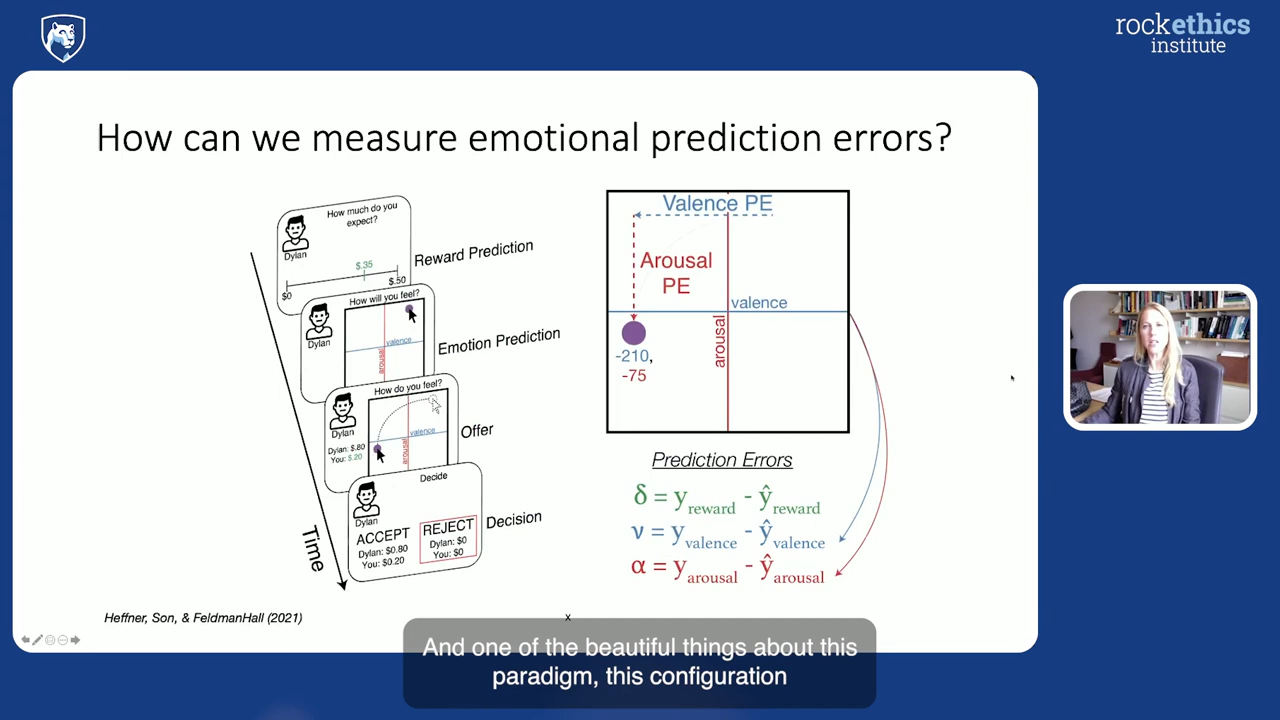 rockethics
institute
How can we measure emotional prediction errors?
How much do you
expect?
Dylan
$.35
$0
$.50
Reward Prediction
How will you feel?
Dylan
valence
arousal
Emotion Prediction
How do you feel?
Dylan
Dylan: $.80
You: $.20
valence
arousal
Offer
Decide
Dylan
ACCEPT
Dylan: $0.80
You: $0.20
REJECT
Dylan: $0
You: $0
Decision
Time
Valence PE
Arousal
PE
valence
arousal
-210,
-75
Prediction Errors
δ = y_reward - ŷ_reward
ν = y_valence - ŷ_valence
α = y_arousal - ŷ_arousal
Heffner, Son, & FeldmanHall (2021)
x
And one of the beautiful things about this
paradigm, this configuration